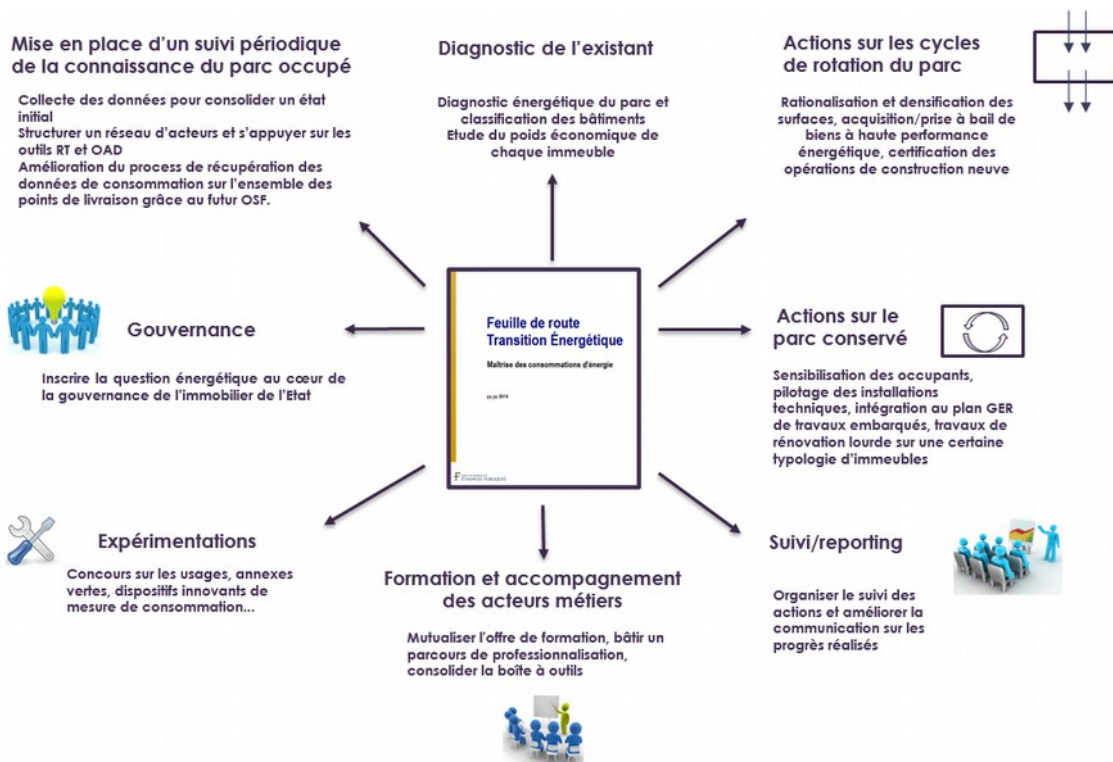 Mise en place d'un suivi périodique
de la connaissance du parc occupé
Collecte des données pour consolider un état
initial
Structurer un réseau d'acteurs et s'appuyer sur les
outils RT et OAD
Amélioration du process de récupération des
données de consommation sur l'ensemble des
points de livraison grâce au futur OSF.
Diagnostic de l'existant
Diagnostic énergétique du parc et
classification des bâtiments
Etude du poids économique de
chaque immeuble
Actions sur les cycles
de rotation du parc
Rationalisation et densification des
surfaces, acquisition/prise à bail de
biens à haute performance
énergétique, certification des
opérations de construction neuve
Gouvernance
Inscrire la question énergétique au cœur de
la gouvernance de l'immobilier de l'Etat
Feuille de route
Transition Énergétique
Maîtrise des consommations d'énergie
2016
FINANCES PUBLIQUES
Actions sur le
parc conservé
Sensibilisation des occupants,
pilotage des installations
techniques, intégration au plan GER
de travaux embarqués, travaux de
rénovation lourde sur une certaine
typologie d'immeubles
Expérimentations
Concours sur les usages, annexes
vertes, dispositifs innovants de
mesure de consommation...
Formation et accompagnement
des acteurs métiers
Mutualiser l'offre de formation, bâtir un
parcours de professionnalisation,
consolider la boîte à outils
Suivi/reporting
Organiser le suivi des
actions et améliorer la
communication sur les
progrès réalisés